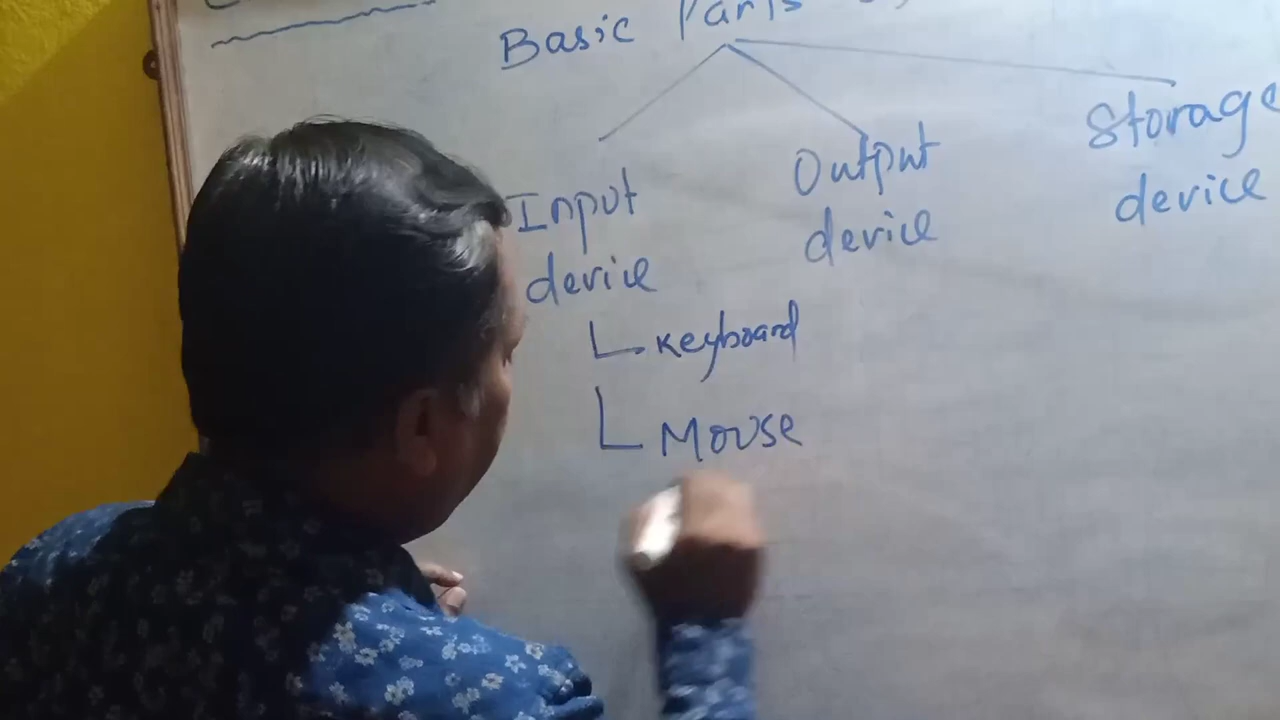 Basic Parts
Input device
Output device
Storage device
keyboard
Mouse